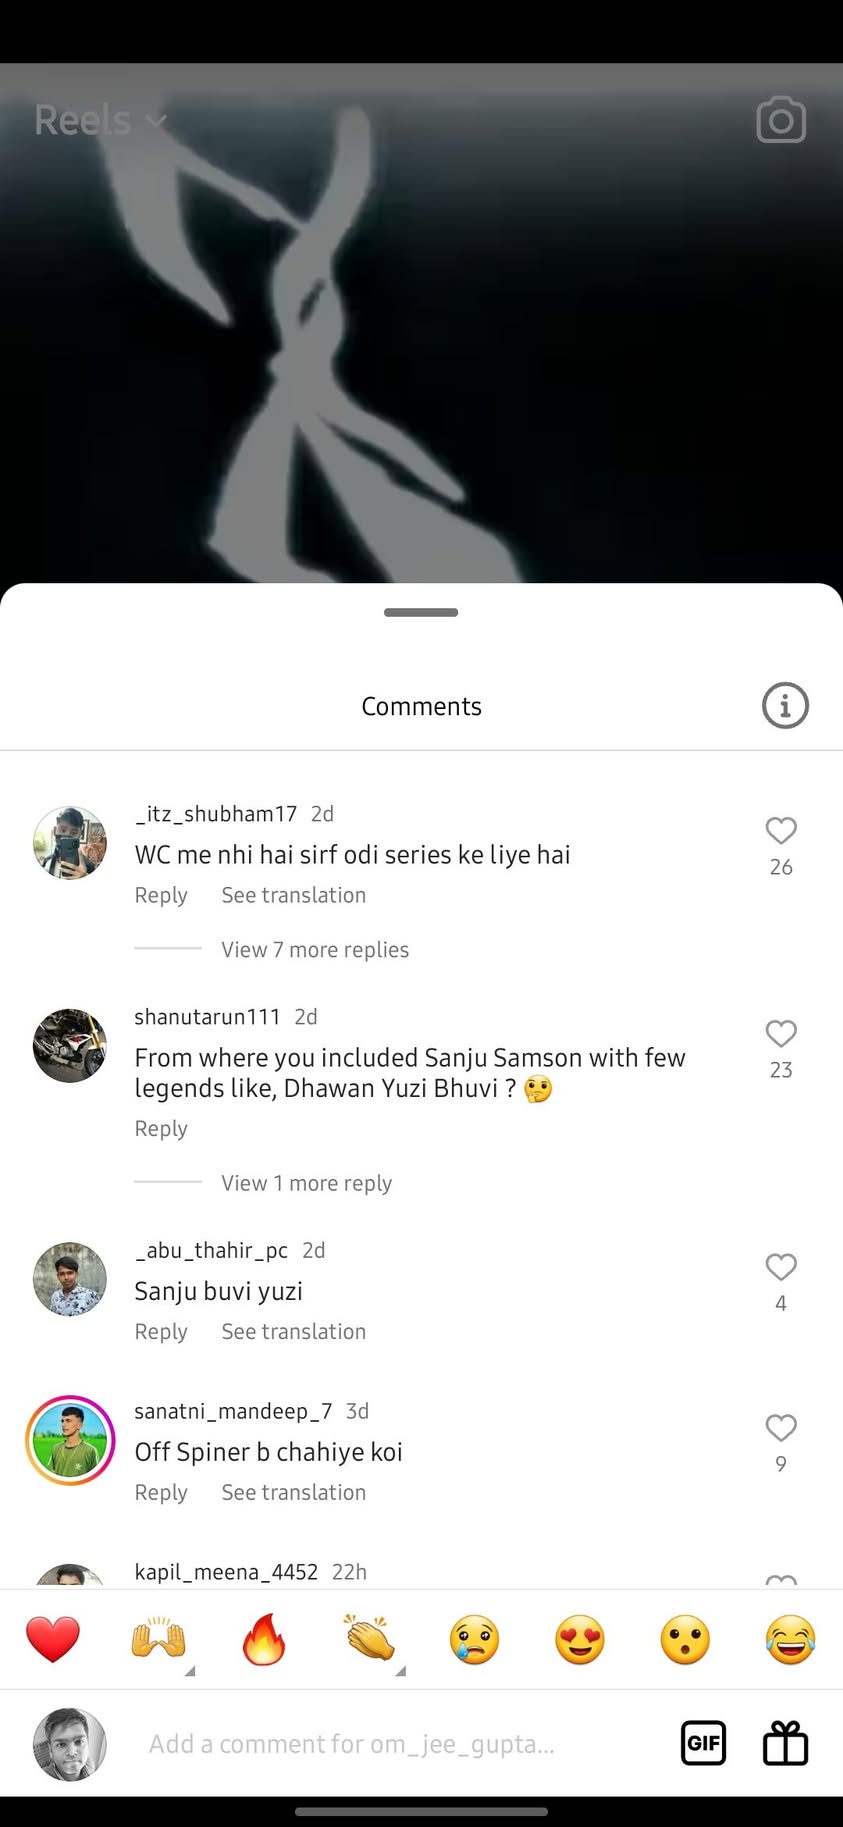 Reels
Comments
_itz_shubham17 2d
WC me nhi hai sirf odi series ke liye hai
26
Reply See translation
View 7 more replies
shanutarun111 2d
From where you included Sanju Samson with few
legends like, Dhawan Yuzi Bhuvi ? 🤔
23
Reply
View 1 more reply
_abu_thahir_pc 2d
Sanju buvi yuzi
4
Reply See translation
sanatni_mandeep_7 3d
Off Spiner b chahiye koi
9
Reply See translation
kapil_meena_4452 22h
Add a comment for om_jee_gupta...
GIF